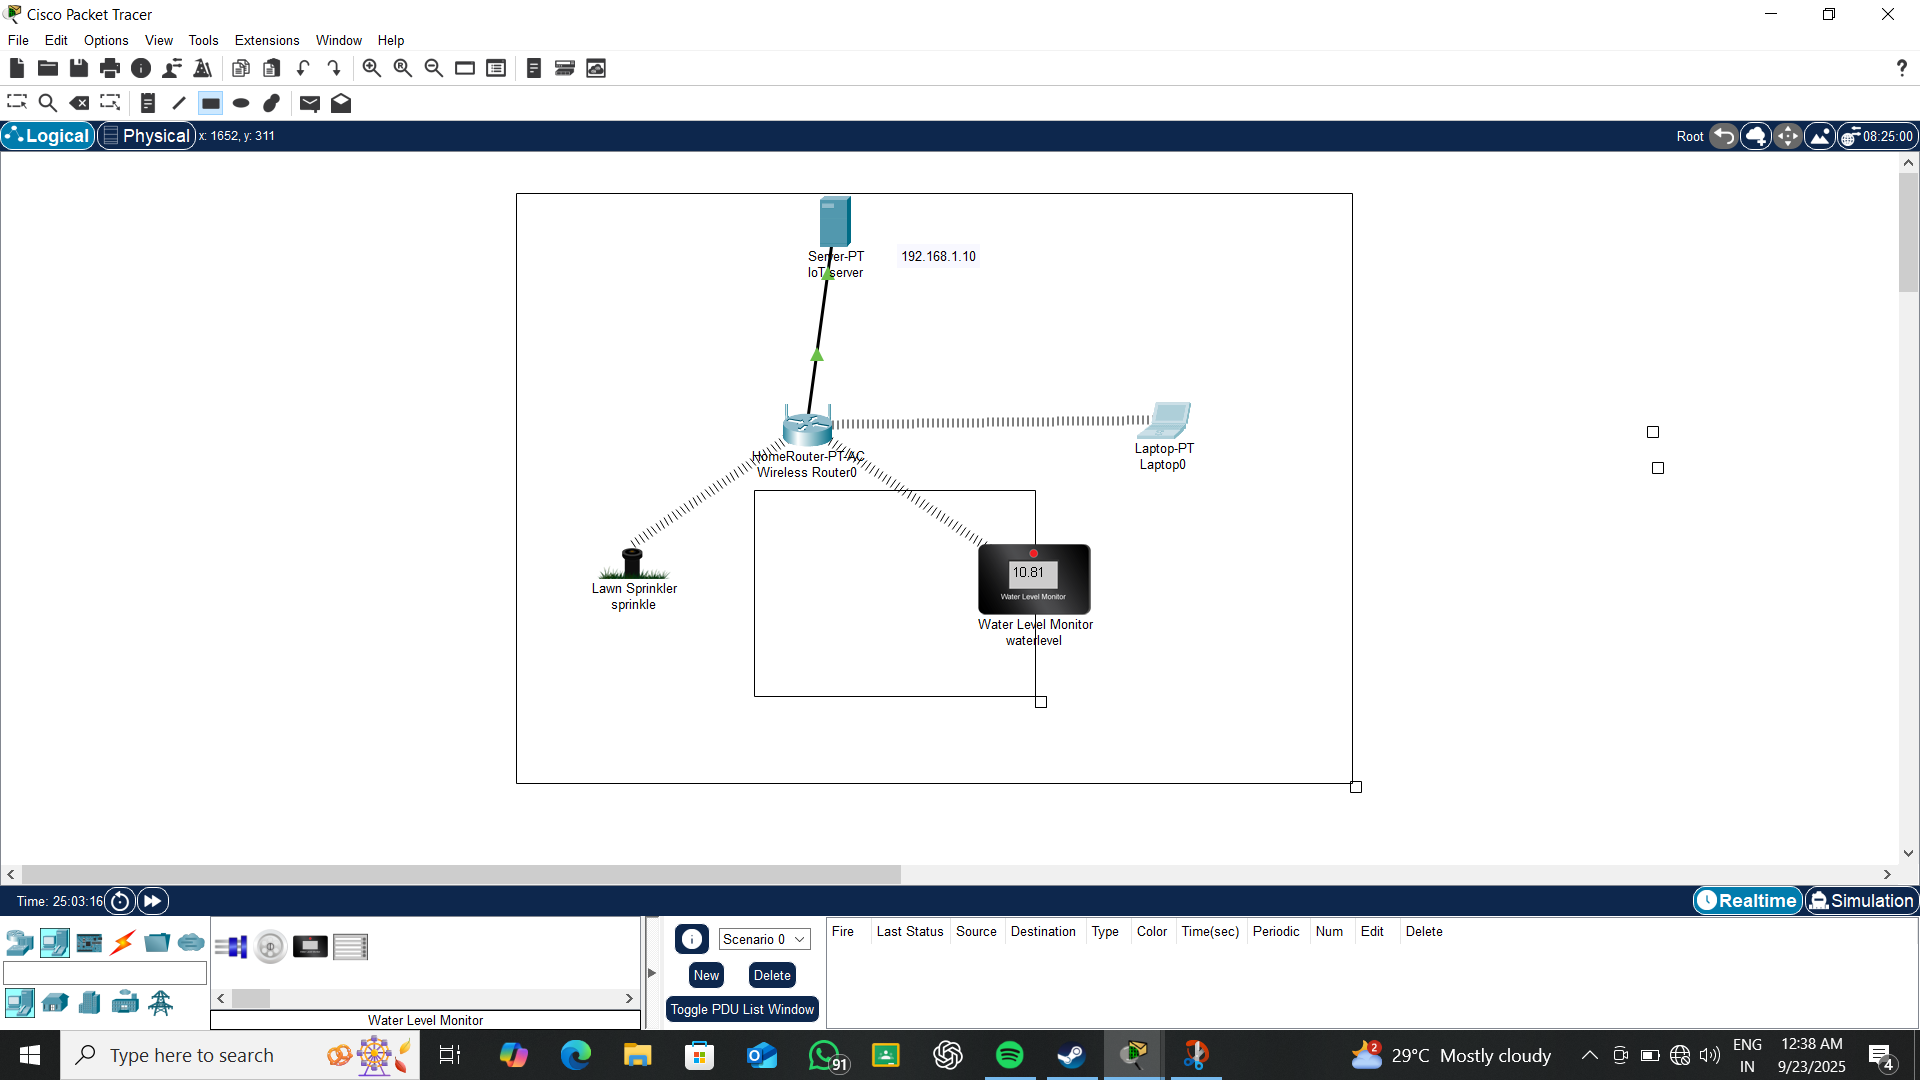 Cisco Packet Tracer
File Edit Options View Tools Extensions Window Help
?
Logical Physical x: 1652, y: 311 Root 08:25:00
Server-PT
IoT server
192.168.1.10
HomeRouter-PT-AC
Wireless Router0
Laptop-PT
Laptop0
Lawn Sprinkler
sprinkle
10.81
Water Level Monitor
Water Level Monitor
waterlevel
Time: 25:03:16 Realtime Simulation
Scenario 0
New Delete
Toggle PDU List Window
Fire Last Status Source Destination Type Color Time(sec) Periodic Num Edit Delete
Water Level Monitor
Type here to search
91
2
29°C Mostly cloudy
ENG
IN
12:38 AM
9/23/2025
4